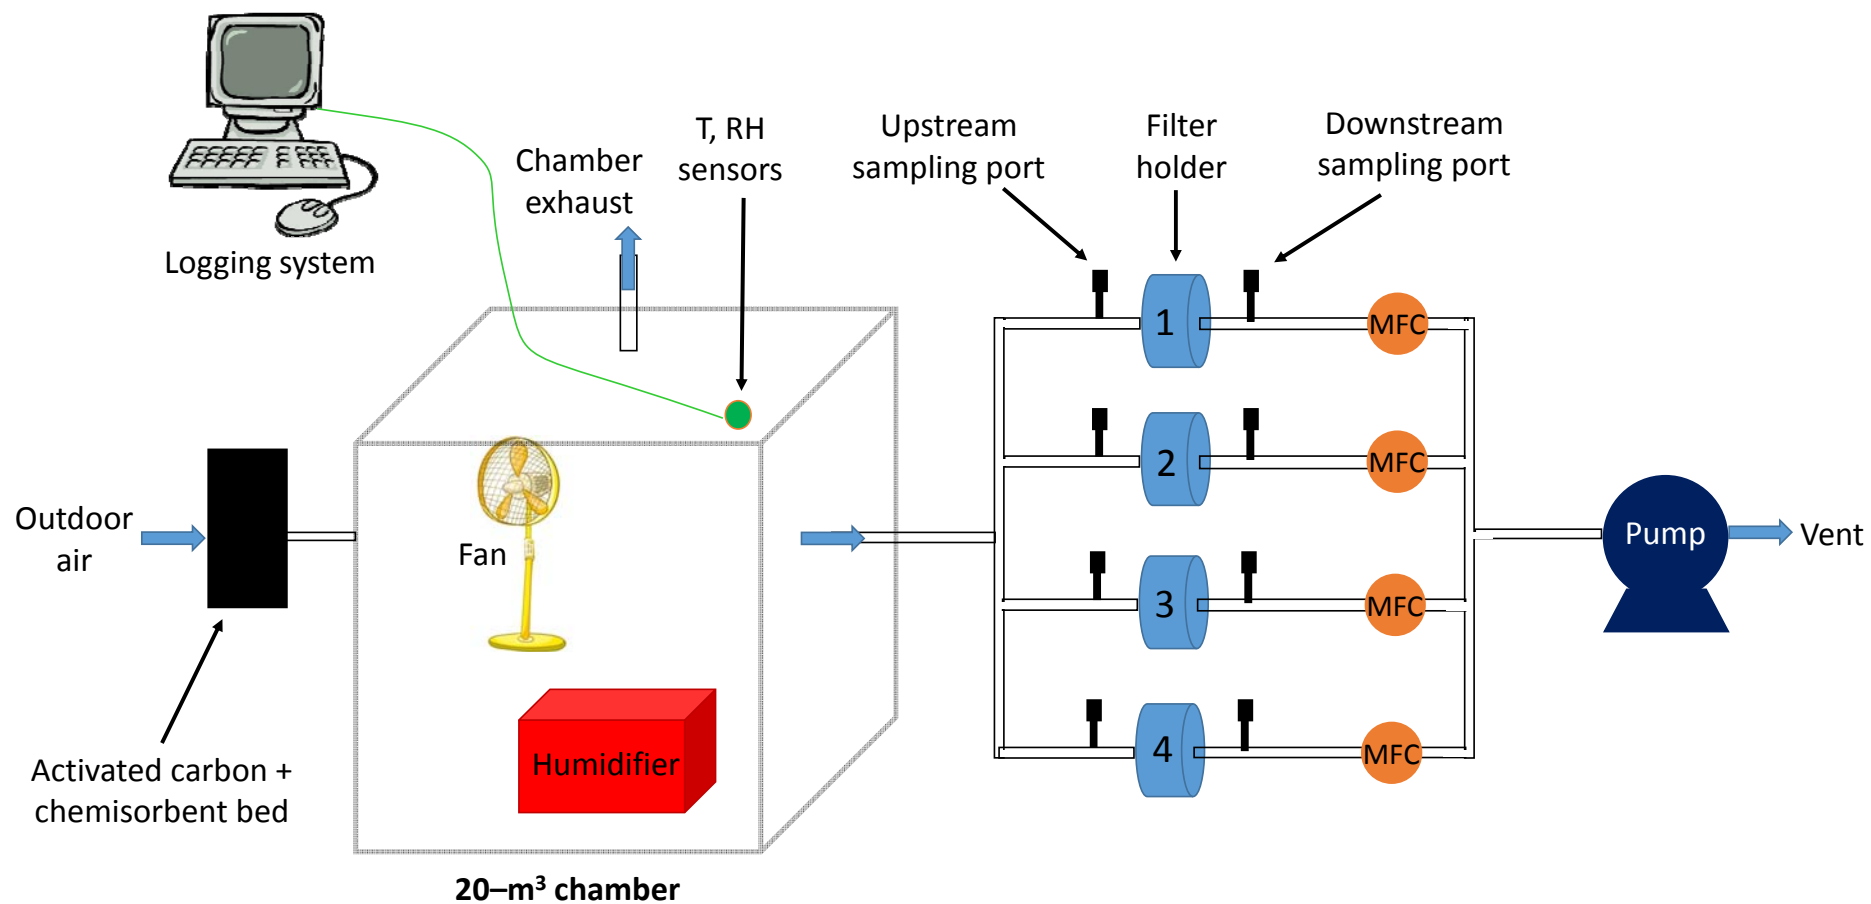 Logging system
Chamber
exhaust
T, RH
sensors
Upstream
sampling port
Filter
holder
Downstream
sampling port
1
MFC
2
MFC
3
MFC
4
MFC
Outdoor
air
Fan
Humidifier
Pump
Vent
Activated carbon +
chemisorbent bed
20–m³ chamber